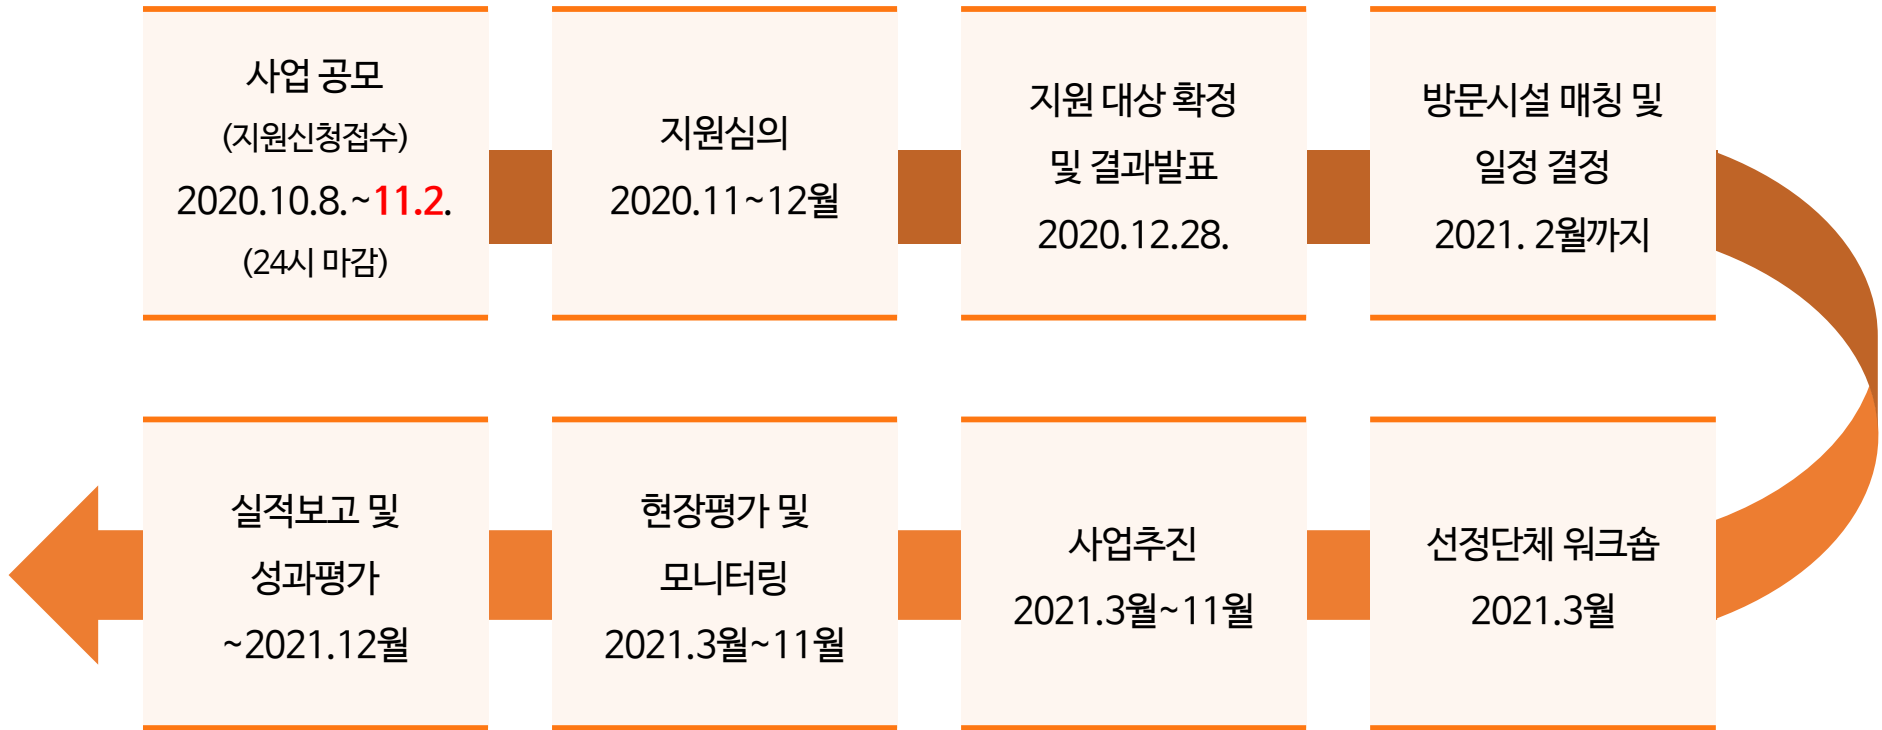 사업 공모
(지원신청접수)
2020.10.8.~11.2.
(24시 마감)
지원심의
2020.11~12월
지원 대상 확정
및 결과발표
2020.12.28.
방문시설 매칭 및
일정 결정
2021. 2월까지
선정단체 워크숍
2021.3월
사업추진
2021.3월~11월
현장평가 및
모니터링
2021.3월~11월
실적보고 및
성과평가
~2021.12월